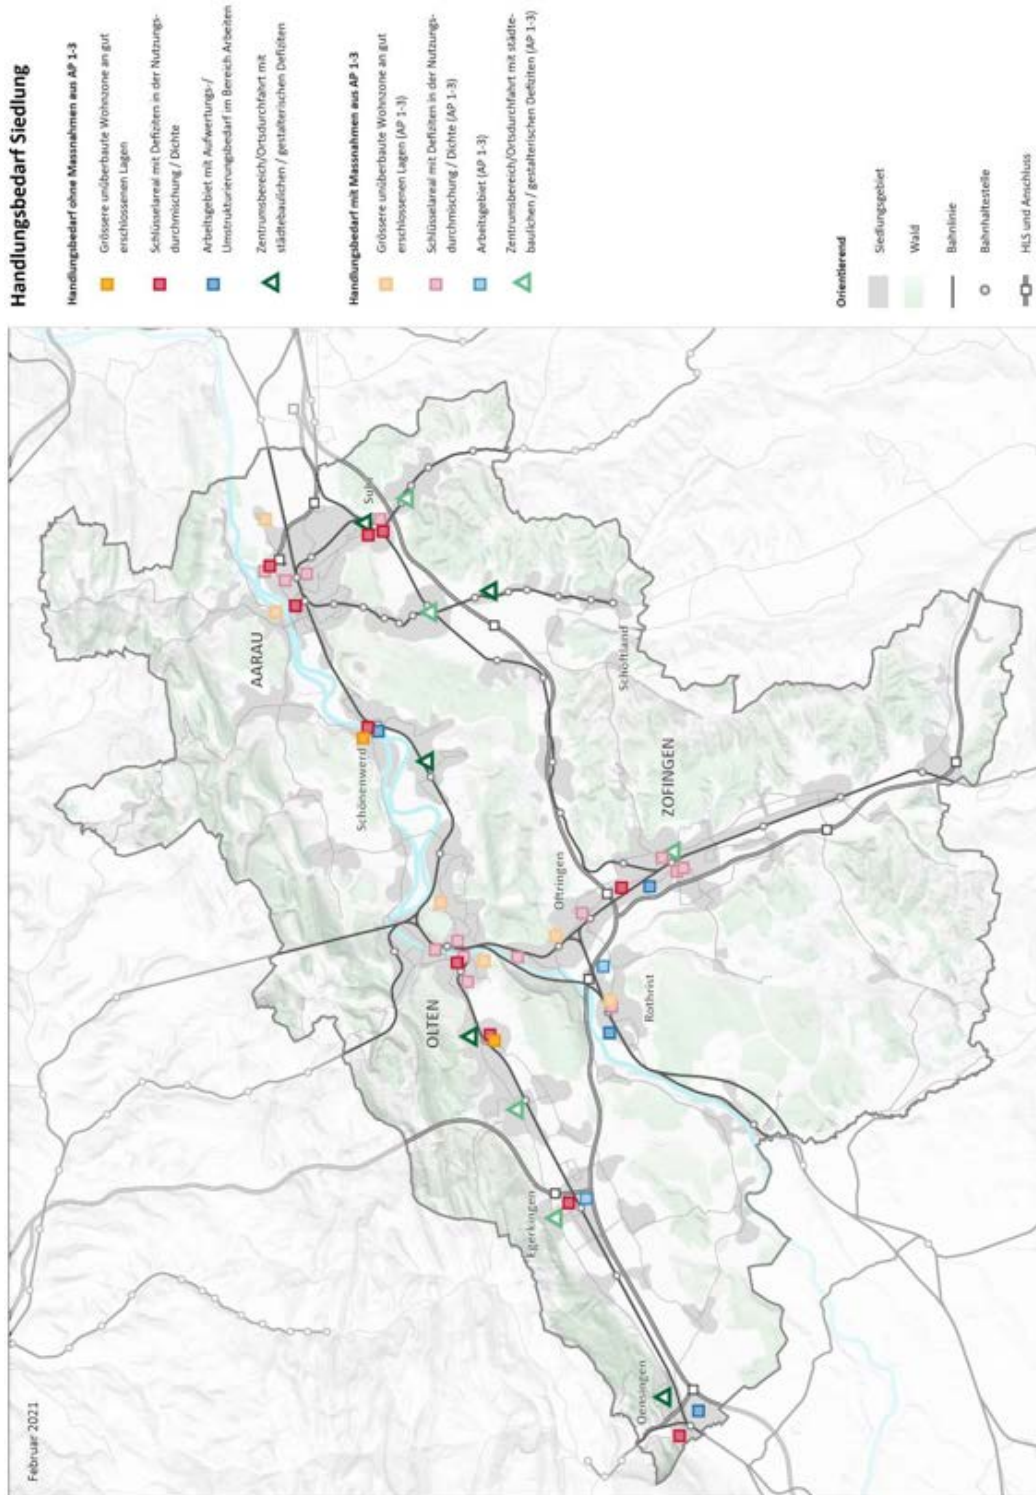 Handlungsbedarf Siedlung
Handlungsbedarf ohne Massnahmen aus AP 1-3
Grössere unüberbaute Wohnzone an gut
erschlossenen Lagen
Schlüsselareal mit Defiziten in der Nutzungs-
durchmischung / Dichte
Arbeitsgebiet mit Aufwertungs-/
Umstrukturierungsbedarf im Bereich Arbeiten
Zentrumsbereich/Ortsdurchfahrt mit
städtebaulichen / gestalterischen Defiziten
Handlungsbedarf mit Massnahmen aus AP 1-3
Grössere unüberbaute Wohnzone an gut
erschlossenen Lagen (AP 1-3)
Schlüsselareal mit Defiziten in der Nutzungs-
durchmischung / Dichte (AP 1-3)
Arbeitsgebiet (AP 1-3)
Zentrumsbereich/Ortsdurchfahrt mit städte-
baulichen / gestalterischen Defiziten (AP 1-3)
Orientierend
Siedlungsgebiet
Wald
Bahnlinie
Bahnhaltestelle
HLS und Anschluss
Februar 2021
AARAU
Suhr
Schönenwerd
Schöftland
OLTEN
Oftringen
ZOFINGEN
Rothrist
Egerkingen
Oensingen